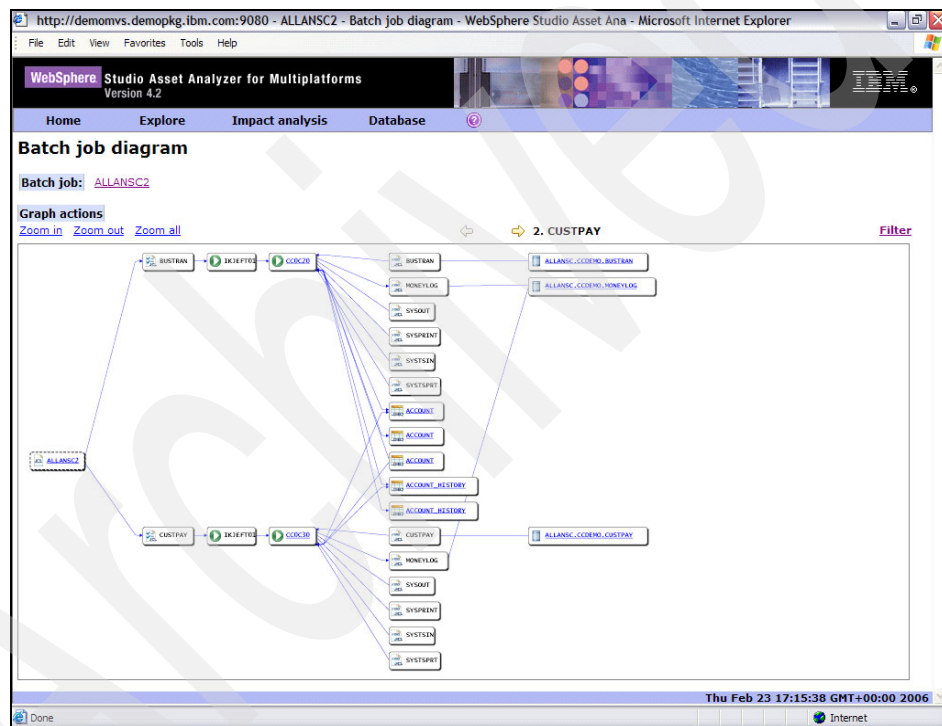 http://demomvs.demopkg.ibm.com:9080 - ALLANSC2 - Batch job diagram - WebSphere Studio Asset Ana - Microsoft Internet Explorer
File Edit View Favorites Tools Help
WebSphere Studio Asset Analyzer for Multiplatforms
Version 4.2
IBM®
Home Explore Impact analysis Database ?
Batch job diagram
Batch job: ALLANSC2
Graph actions
Zoom in Zoom out Zoom all 2. CUSTPAY Filter
BUSTRAN IKJEFT01 CCOC20 BUSTRAN ALLANSC.CCDEMO.BUSTRAN
MONEYLOG ALLANSC.CCDEMO.MONEYLOG
SYSOUT
SYSPRINT
SYSTSIN
SYSTSPRT
ACCOUNT
ACCOUNT
ALLANSC2 ACCOUNT
ACCOUNT_HISTORY
ACCOUNT_HISTORY
CUSTPAY IKJEFT01 CCOC30 CUSTPAY ALLANSC.CCDEMO.CUSTPAY
MONEYLOG
SYSOUT
SYSPRINT
SYSTSIN
SYSTSPRT
Thu Feb 23 17:15:38 GMT+00:00 2006
Done Internet